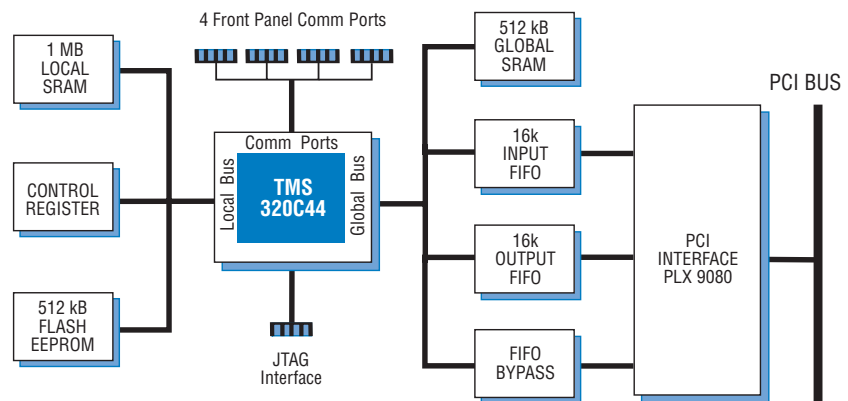 4 Front Panel Comm Ports
1 MB
LOCAL
SRAM
CONTROL
REGISTER
512 kB
FLASH
EEPROM
Comm Ports
Local Bus
TMS
320C44
Global Bus
JTAG
Interface
512 kB
GLOBAL
SRAM
16k
INPUT
FIFO
16k
OUTPUT
FIFO
FIFO
BYPASS
PCI
INTERFACE
PLX 9080
PCI BUS